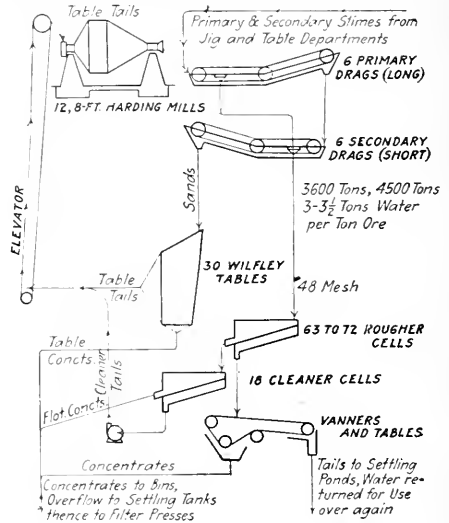 Table Tails
Primary & Secondary Slimes from
Jig and Table Departments
6 PRIMARY
DRAGS (LONG)
12, 8-FT. HARDING MILLS
6 SECONDARY
DRAGS (SHORT)
ELEVATOR
Sands
3600 Tons, 4500 Tons
3-3½ Tons Water
per Ton Ore
30 WILFLEY
TABLES
Table
Tails
48 Mesh
63 TO 72 ROUGHER
CELLS
Table
Concts.
Cleaner
Tails
18 CLEANER CELLS
Flot. Concts.
VANNERS
AND TABLES
Concentrates
Concentrates to Bins,
Overflow to Settling Tanks
thence to Filter Presses
Tails to Settling
Ponds, Water re-
turned for Use
over again